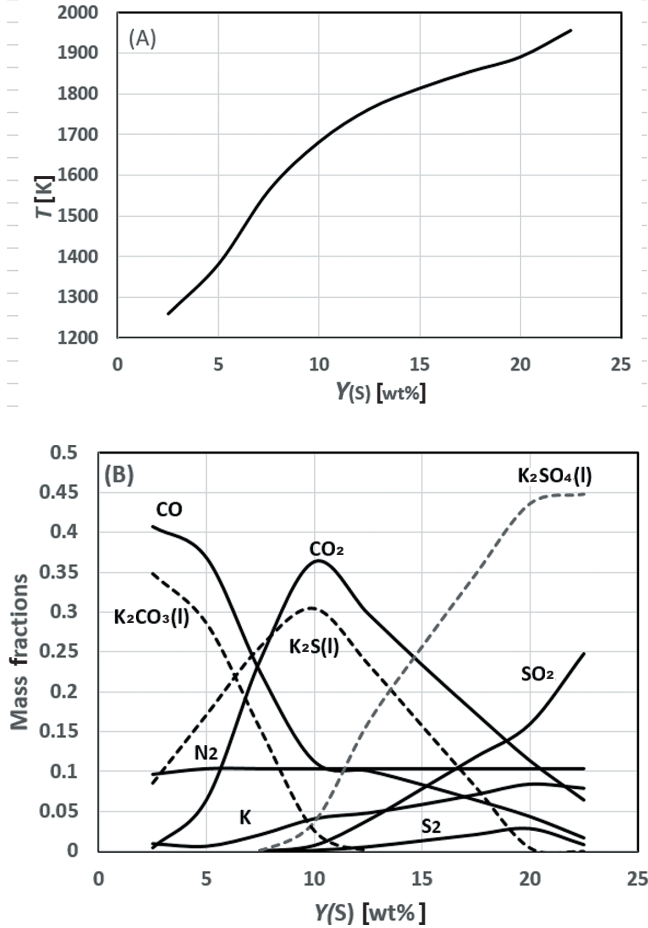 2000
(A)
1900
1800
1700
1600
T [K]
1500
1400
1300
1200
0 5 10 15 20 25
Y(S) [wt%]
0.5
(B)
K₂SO₄(l)
0.45
CO
0.4
CO₂
0.35
K₂CO₃(l)
0.3
K₂S(l)
0.25
SO₂
Mass fractions
0.2
0.15
N₂
0.1
K
S₂
0.05
0
0 5 10 15 20 25
Y(S) [wt%]